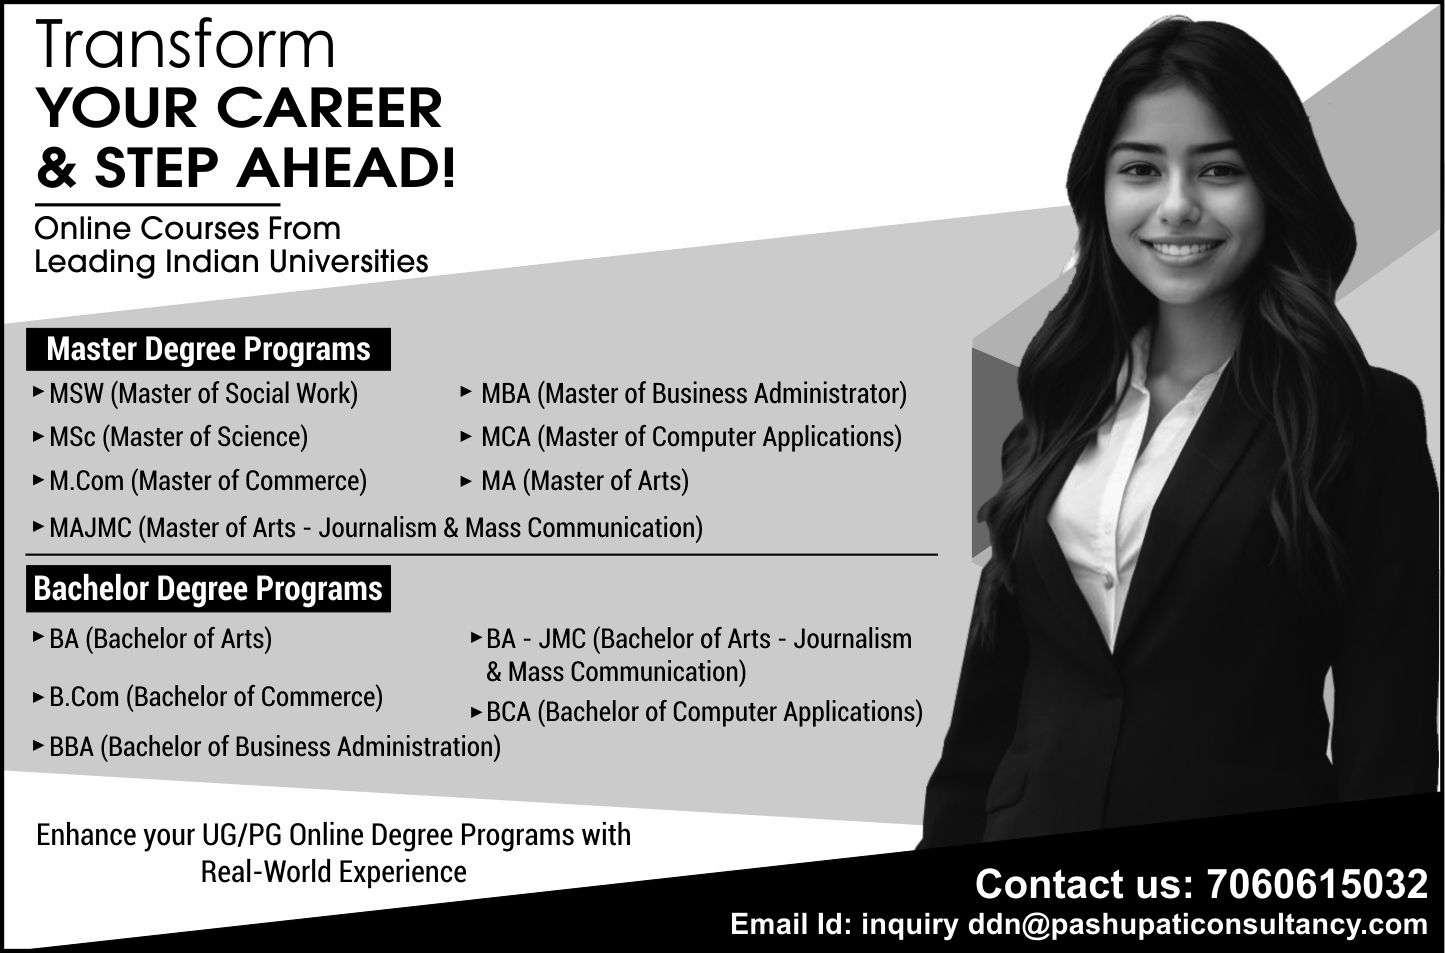 Transform
YOUR CAREER
& STEP AHEAD!
Online Courses From
Leading Indian Universities
Master Degree Programs
MSW (Master of Social Work)
MBA (Master of Business Administrator)
MSc (Master of Science)
MCA (Master of Computer Applications)
M.Com (Master of Commerce)
MA (Master of Arts)
MAJMC (Master of Arts - Journalism & Mass Communication)
Bachelor Degree Programs
BA (Bachelor of Arts)
BA - JMC (Bachelor of Arts - Journalism
& Mass Communication)
B.Com (Bachelor of Commerce)
BCA (Bachelor of Computer Applications)
BBA (Bachelor of Business Administration)
Enhance your UG/PG Online Degree Programs with
Real-World Experience
Contact us: 7060615032
Email Id: inquiry ddn@pashupaticonsultancy.com